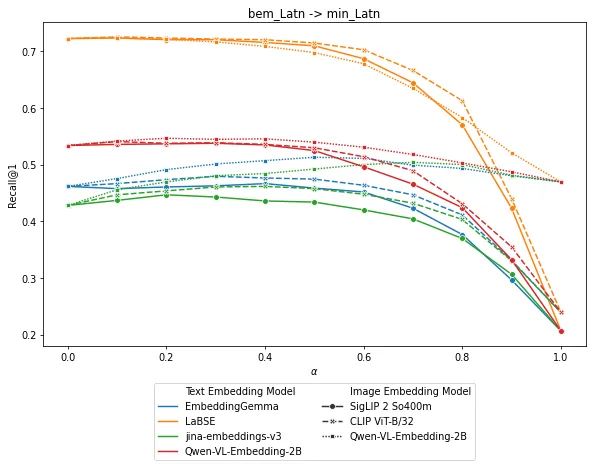 bem_Latn -> min_Latn
Recall@1
0.7
0.6
0.5
0.4
0.3
0.2
0.0 0.2 0.4 0.6 0.8 1.0
α
Text Embedding Model Image Embedding Model
EmbeddingGemma SigLIP 2 So400m
LaBSE CLIP ViT-B/32
jina-embeddings-v3 Qwen-VL-Embedding-2B
Qwen-VL-Embedding-2B